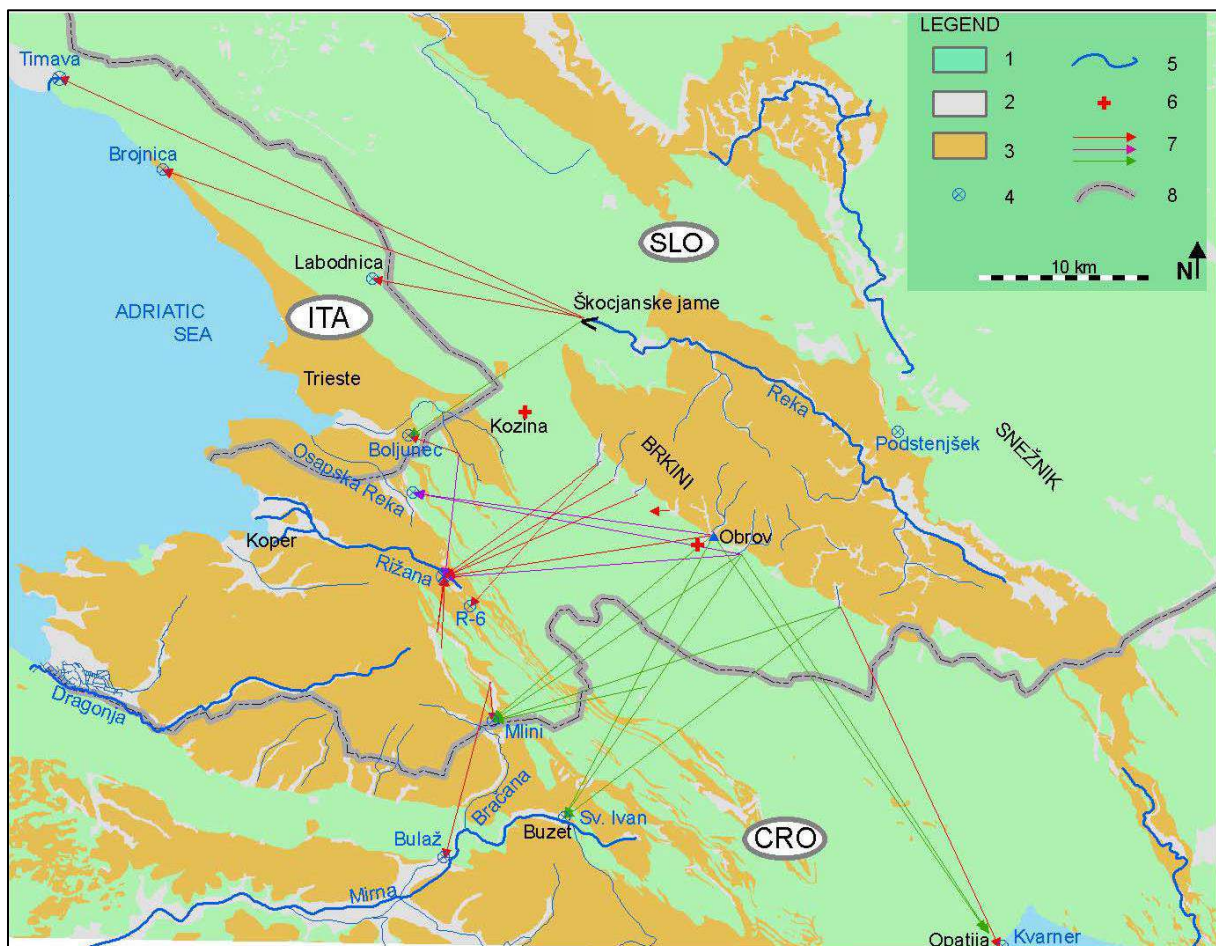 LEGEND
1
5
2
6
3
7
4
8
10 km
N
Timava
Brojnica
SLO
Labodnica
ADRIATIC
SEA
ITA
Škocjanske jame
Trieste
Reka
Kozina
Boljunec
Podstenjšek
SNEŽNIK
BRKINI
Osapska Reka
Koper
Obrov
Rižana
R-6
Dragonja
Mlini
Bračana
Sv. Ivan
Buzet
CRO
Bulaž
Mirna
Opatija
Kvarner